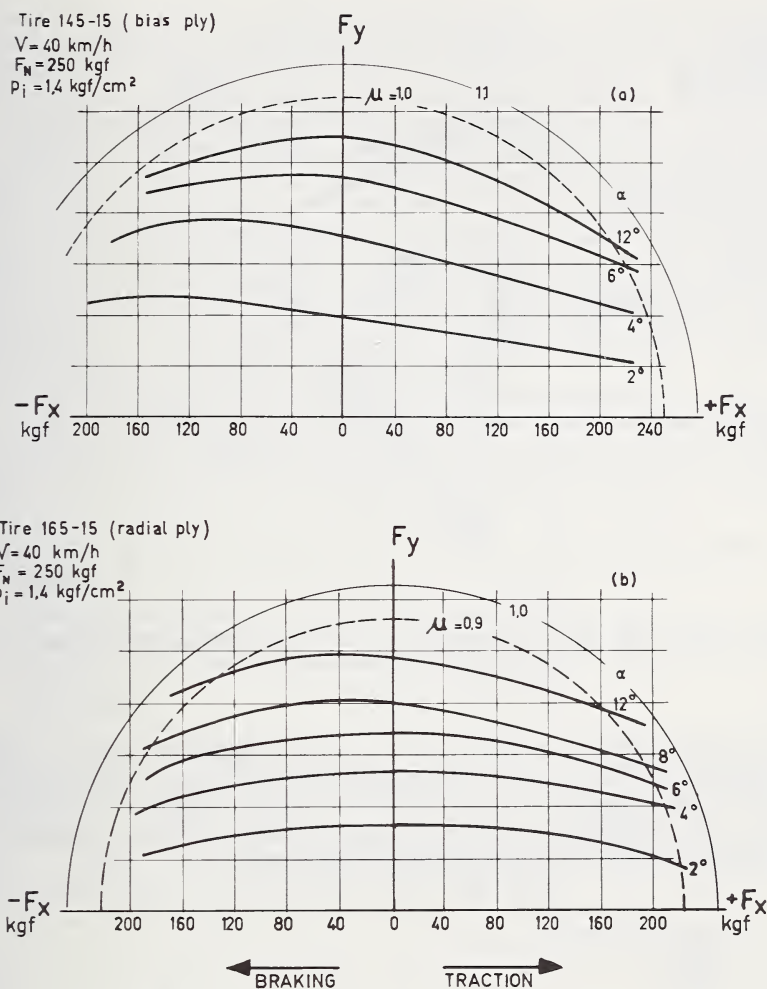 Tire 145-15 (bias ply)
V=40 km/h
F_N=250 kgf
P_i=1,4 kgf/cm²
Fy
μ=1,0
1,1
(a)
α
12°
6°
4°
2°
-Fx
kgf
200 160 120 80 40 0 40 80 120 160 200 240
+Fx
kgf
Tire 165-15 (radial ply)
V=40 km/h
F_N = 250 kgf
P_i = 1,4 kgf/cm²
Fy
μ=0,9
1,0
(b)
α
12°
8°
6°
4°
2°
-Fx
kgf
200 160 120 80 40 0 40 80 120 160 200
+Fx
kgf
BRAKING TRACTION